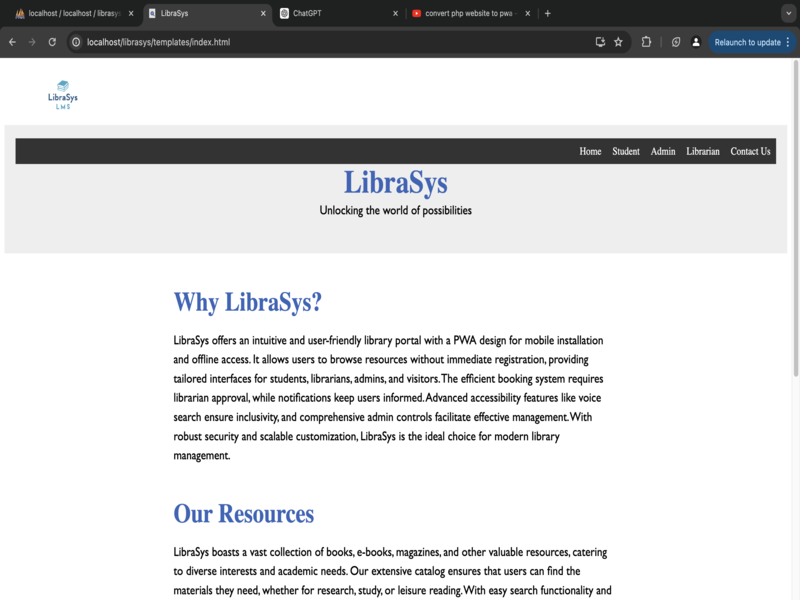 localhost / localhost / librasys
LibraSys
ChatGPT
convert php website to pwa
localhost/librasys/templates/index.html
Relaunch to update
LibraSys
LMS
Home Student Admin Librarian Contact Us
LibraSys
Unlocking the world of possibilities
Why LibraSys?
LibraSys offers an intuitive and user-friendly library portal with a PWA design for mobile installation
and offline access. It allows users to browse resources without immediate registration, providing
tailored interfaces for students, librarians, admins, and visitors. The efficient booking system requires
librarian approval, while notifications keep users informed. Advanced accessibility features like voice
search ensure inclusivity, and comprehensive admin controls facilitate effective management. With
robust security and scalable customization, LibraSys is the ideal choice for modern library
management.
Our Resources
LibraSys boasts a vast collection of books, e-books, magazines, and other valuable resources, catering
to diverse interests and academic needs. Our extensive catalog ensures that users can find the
materials they need, whether for research, study, or leisure reading. With easy search functionality and